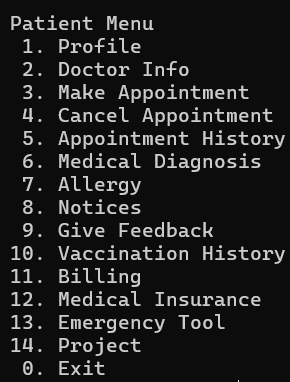 Patient Menu
1. Profile
2. Doctor Info
3. Make Appointment
4. Cancel Appointment
5. Appointment History
6. Medical Diagnosis
7. Allergy
8. Notices
9. Give Feedback
10. Vaccination History
11. Billing
12. Medical Insurance
13. Emergency Tool
14. Project
0. Exit